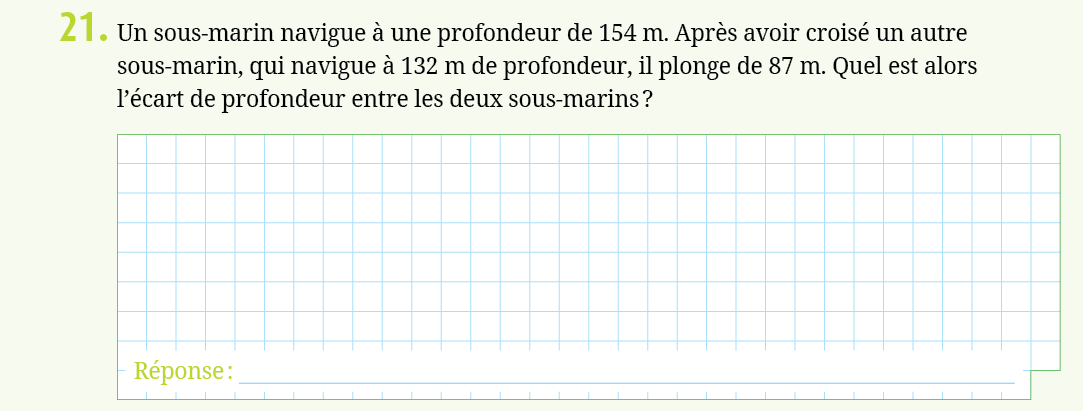 21. Un sous-marin navigue à une profondeur de 154 m. Après avoir croisé un autre
sous-marin, qui navigue à 132 m de profondeur, il plonge de 87 m. Quel est alors
l’écart de profondeur entre les deux sous-marins ?
Réponse :